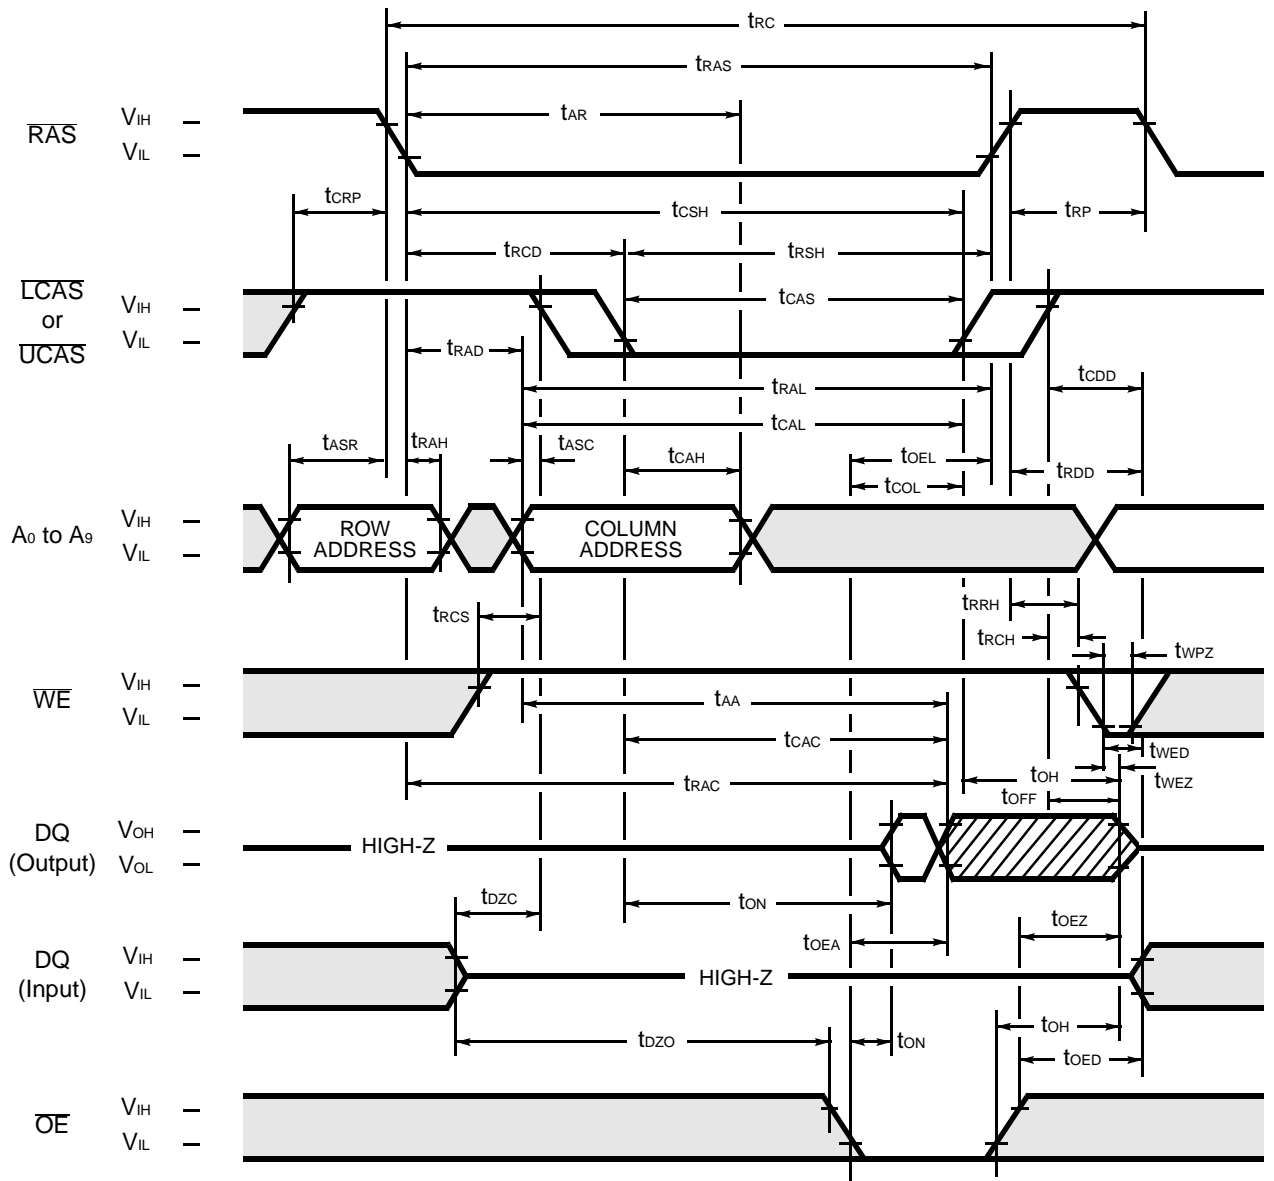 tRC
tRAS
tAR
RAS
VIH
VIL
tCRP
tCSH
tRP
tRCD
tRSH
LCAS
or
UCAS
VIH
VIL
tCAS
tRAD
tRAL
tCDD
tCAL
tASR
tRAH
tASC
tCAH
tOEL
tRDD
tCOL
A0 to A9
VIH
VIL
ROW
ADDRESS
COLUMN
ADDRESS
tRCS
tRRH
tRCH
tWPZ
WE
VIH
VIL
tAA
tCAC
tWED
tRAC
tOH
tWEZ
tOFF
DQ
(Output)
VOH
VOL
HIGH-Z
tDZC
tON
tOEA
tOEZ
DQ
(Input)
VIH
VIL
HIGH-Z
tDZO
tON
tOH
tOED
OE
VIH
VIL